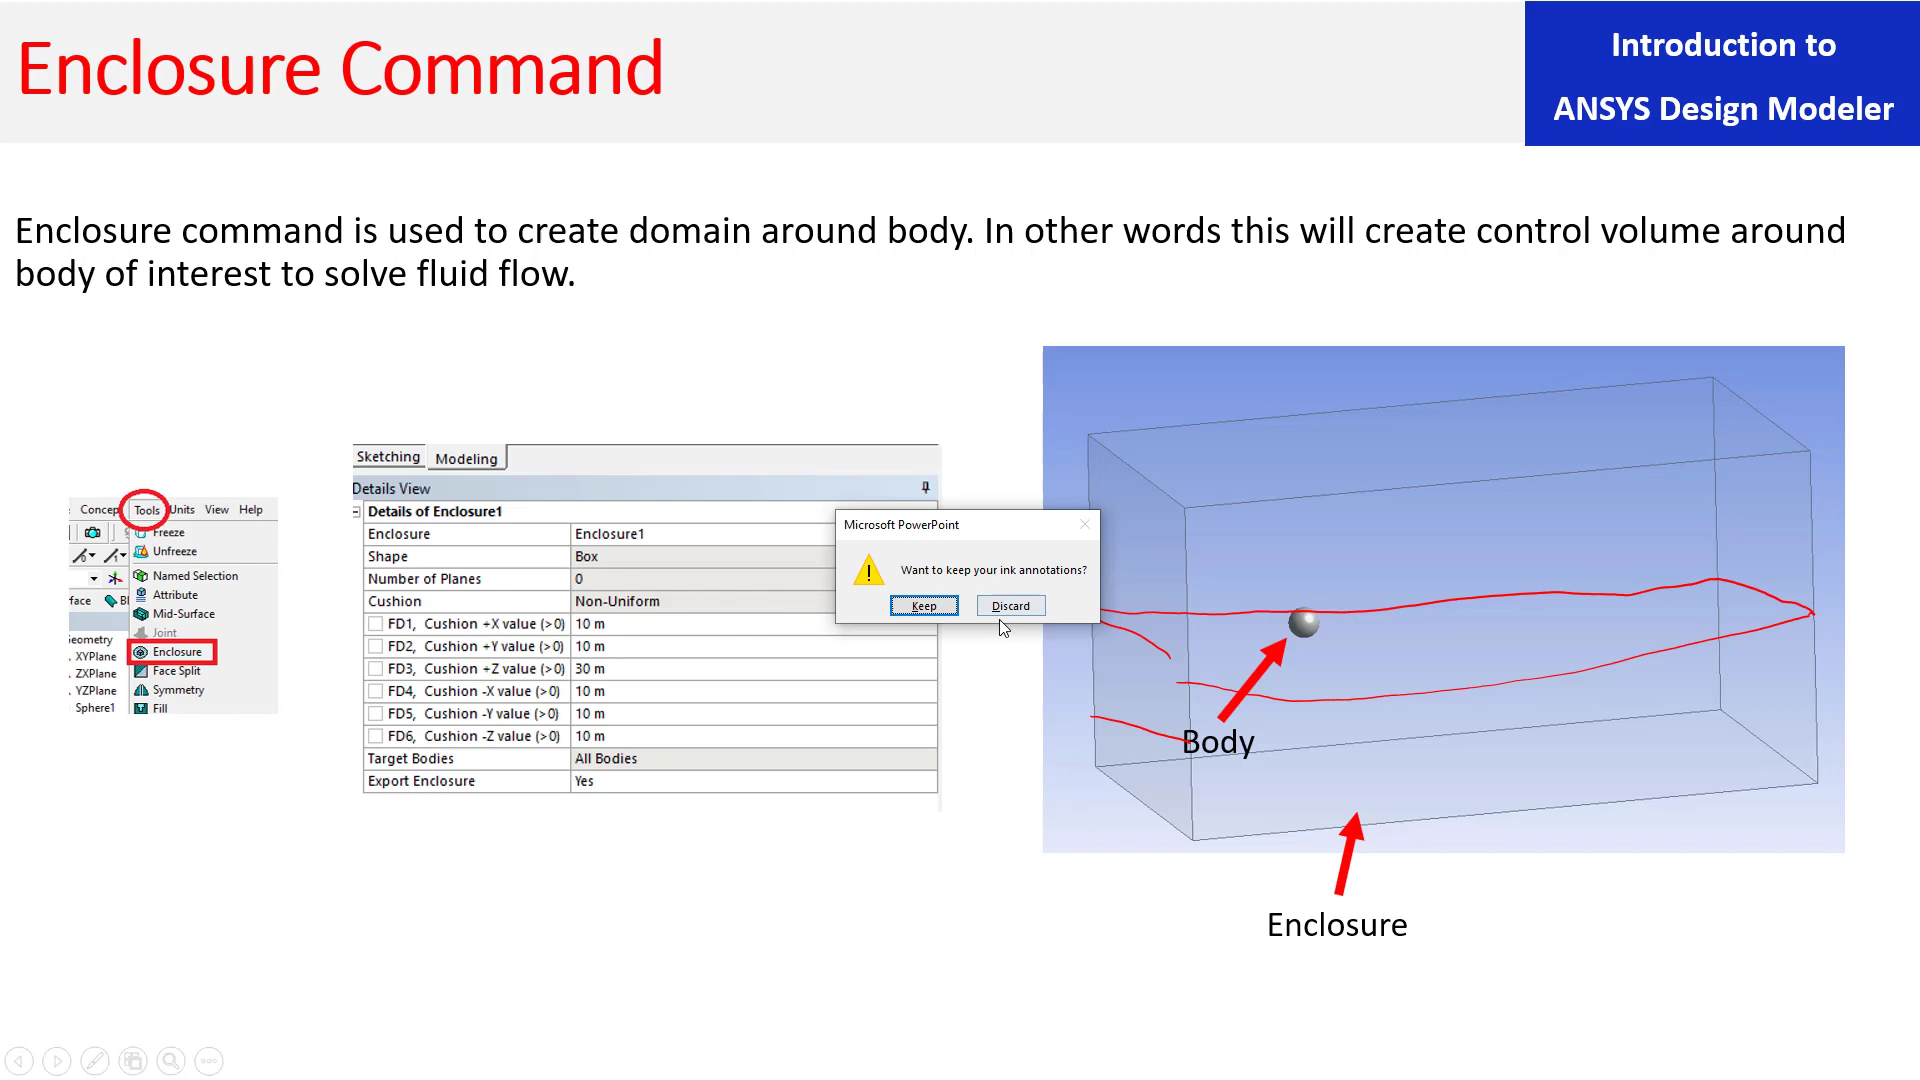 Enclosure Command
Introduction to
ANSYS Design Modeler
Enclosure command is used to create domain around body. In other words this will create control volume around
body of interest to solve fluid flow.
Concep Tools Units View Help
Freeze
Unfreeze
Named Selection
face Attribute
Mid-Surface
Joint
eometry Enclosure
XYPlane Face Split
ZXPlane
YZPlane Symmetry
Sphere1 Fill
Sketching Modeling
Details View
Details of Enclosure1
Enclosure Enclosure1
Shape Box
Number of Planes 0
Cushion Non-Uniform
FD1, Cushion +X value (>0) 10 m
FD2, Cushion +Y value (>0) 10 m
FD3, Cushion +Z value (>0) 30 m
FD4, Cushion -X value (>0) 10 m
FD5, Cushion -Y value (>0) 10 m
FD6, Cushion -Z value (>0) 10 m
Target Bodies All Bodies
Export Enclosure Yes
Microsoft PowerPoint
Want to keep your ink annotations?
Keep Discard
Body
Enclosure